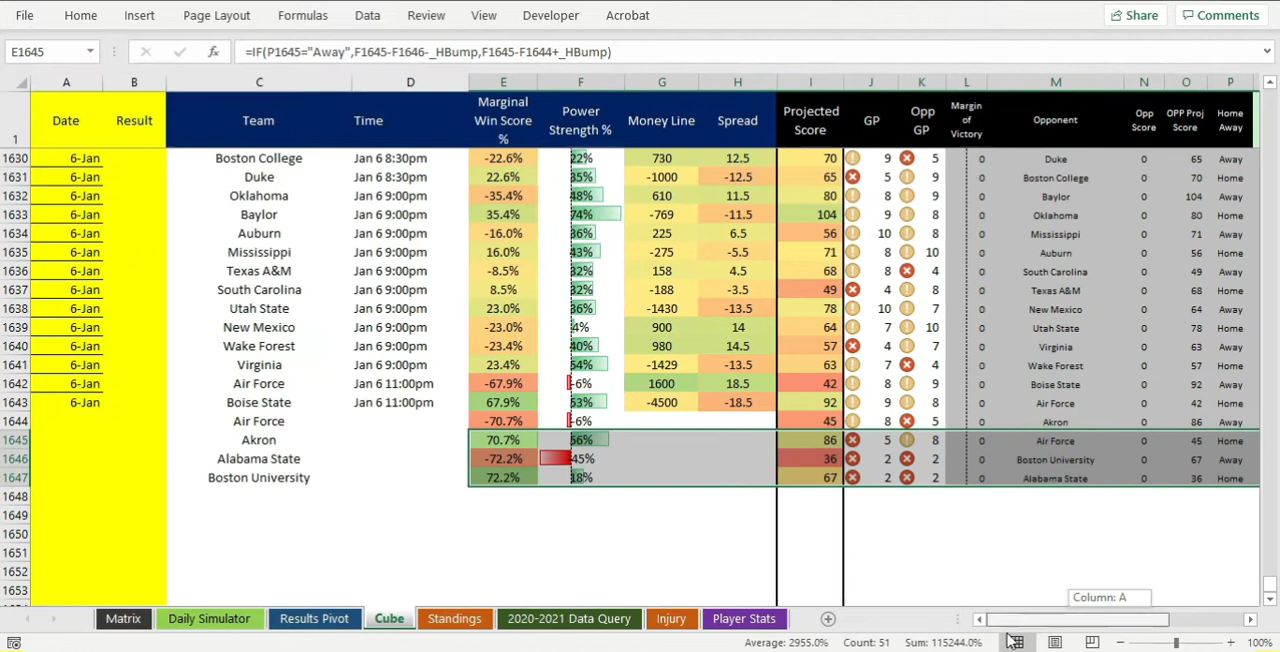 File Home Insert Page Layout Formulas Data Review View Developer Acrobat Share Comments
E1645 fx =IF(P1645="Away",F1645-F1646-_HBump,F1645-F1644+_HBump)
A B C D E F G H I J K L M N O P
1 Date Result Team Time Marginal Win Score % Power Strength % Money Line Spread Projected Score GP Opp GP Margin of Victory Opponent Opp Score OPP Proj Score Home Away
1630 6-Jan Boston College Jan 6 8:30pm -22.6% 22% 730 12.5 70 9 5 0 Duke 0 65 Away
1631 6-Jan Duke Jan 6 8:30pm 22.6% 35% -1000 -12.5 65 5 9 0 Boston College 0 70 Home
1632 6-Jan Oklahoma Jan 6 9:00pm -35.4% 48% 610 11.5 80 8 9 0 Baylor 0 104 Away
1633 6-Jan Baylor Jan 6 9:00pm 35.4% 74% -769 -11.5 104 9 8 0 Oklahoma 0 80 Home
1634 6-Jan Auburn Jan 6 9:00pm -16.0% 36% 225 6.5 56 10 8 0 Mississippi 0 71 Away
1635 6-Jan Mississippi Jan 6 9:00pm 16.0% 43% -275 -5.5 71 8 10 0 Auburn 0 56 Home
1636 6-Jan Texas A&M Jan 6 9:00pm -8.5% 32% 158 4.5 68 8 4 0 South Carolina 0 49 Away
1637 6-Jan South Carolina Jan 6 9:00pm 8.5% 32% -188 -3.5 49 4 8 0 Texas A&M 0 68 Home
1638 6-Jan Utah State Jan 6 9:00pm 23.0% 36% -1430 -13.5 78 10 7 0 New Mexico 0 64 Away
1639 6-Jan New Mexico Jan 6 9:00pm -23.0% 4% 900 14 64 7 10 0 Utah State 0 78 Home
1640 6-Jan Wake Forest Jan 6 9:00pm -23.4% 40% 980 14.5 57 4 7 0 Virginia 0 63 Away
1641 6-Jan Virginia Jan 6 9:00pm 23.4% 54% -1429 -13.5 63 7 4 0 Wake Forest 0 57 Home
1642 6-Jan Air Force Jan 6 11:00pm -67.9% -6% 1600 18.5 42 8 9 0 Boise State 0 92 Away
1643 6-Jan Boise State Jan 6 11:00pm 67.9% 53% -4500 -18.5 92 9 8 0 Air Force 0 42 Home
1644 Air Force -70.7% -6% 45 8 5 0 Akron 0 86 Away
1645 Akron 70.7% 56% 86 5 8 0 Air Force 0 45 Home
1646 Alabama State -72.2% 45% 36 2 2 0 Boston University 0 67 Away
1647 Boston University 72.2% 18% 67 2 2 0 Alabama State 0 36 Home
1648
1649
1650
1651
1652
1653
Column: A
Matrix Daily Simulator Results Pivot Cube Standings 2020-2021 Data Query Injury Player Stats
Average: 2955.0% Count: 51 Sum: 115244.0% 100%